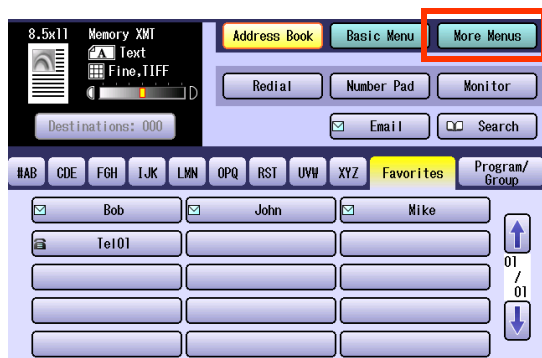 8.5x11 Memory XMT
A Text
Fine,TIFF
D
Destinations: 000
Address Book Basic Menu More Menus
Redial Number Pad Monitor
Email Search
#AB CDE FGH IJK LMN OPQ RST UVW XYZ Favorites Program/
Group
Bob John Mike
Tel01
01
/
01